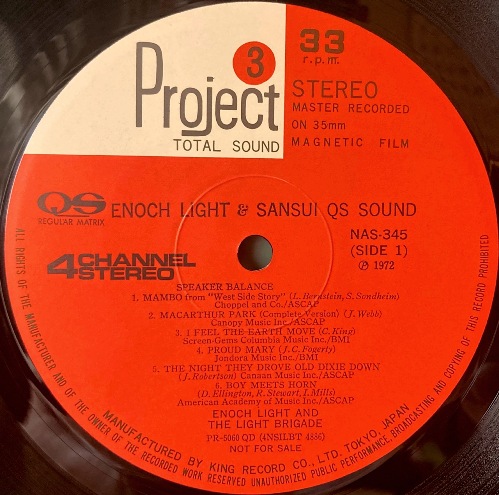 Project 3
TOTAL SOUND
33
r.p.m.
STEREO
MASTER RECORDED
ON 35mm
MAGNETIC FILM
QS
REGULAR MATRIX
ENOCH LIGHT & SANSUI QS SOUND
NAS-345
(SIDE 1)
Ⓟ 1972
4 CHANNEL
STEREO
SPEAKER BALANCE
1. MAMBO from "West Side Story" (L. Bernstein, S. Sondheim)
Choppel and Co./ASCAP
2. MACARTHUR PARK (Complete Version) (J. Webb)
Canopy Music Inc./ASCAP
3. I FEEL THE EARTH MOVE (C. King)
Screen-Gems Columbia Music Inc./BMI
4. PROUD MARY (J. C. Fogerty)
Jondora Music Inc./BMI
5. THE NIGHT THEY DROVE OLD DIXIE DOWN
(J. Robertson) Canaan Music Inc./ASCAP
6. BOY MEETS HORN
(D. Ellington, R. Stewart, I. Mills)
American Academy of Music Inc./ASCAP
ENOCH LIGHT AND
THE LIGHT BRIGADE
PR-5060 QD (4NSILBT 4836)
NOT FOR SALE
MANUFACTURED BY KING RECORD CO., LTD. TOKYO, JAPAN
ALL RIGHTS OF THE MANUFACTURER AND OF THE OWNER OF THE RECORDED WORK RESERVED UNAUTHORIZED PUBLIC PERFORMANCE, BROADCASTING AND COPYING OF THIS RECORD PROHIBITED